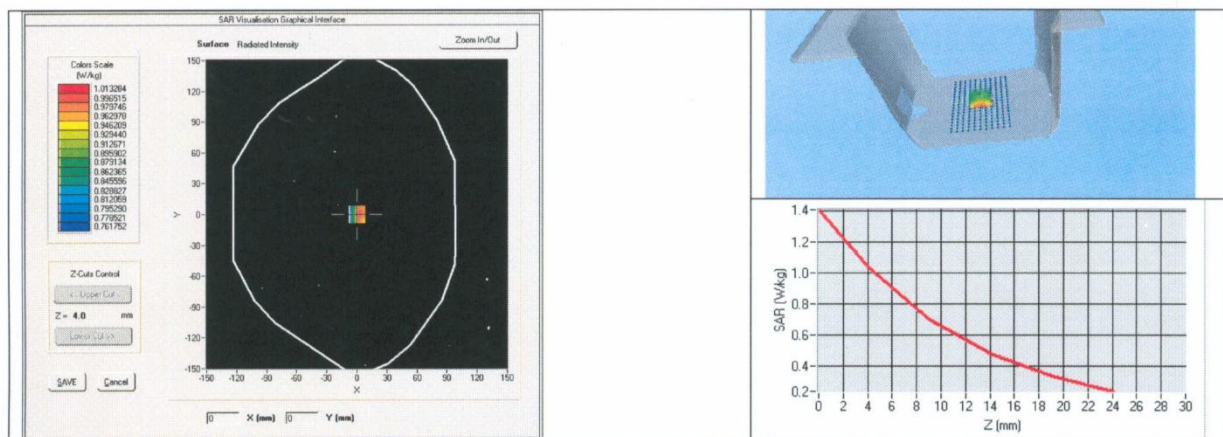 SAR Visualisation Graphical Interface
Surface Radiated Intensity
Zoom In/Out
Colors Scale
(W/kg)
1.013284
0.996515
0.979746
0.962978
0.946209
0.929440
0.912671
0.895902
0.879134
0.862365
0.845596
0.828827
0.812059
0.795290
0.778521
0.761752
Z-Cuts Control
<< Upper Cut
Z = 4.0 mm
Lower Cut >>
SAVE Cancel
150-
120-
90-
60-
30-
0-
-30-
-60-
-90-
-120-
-150-
Y
-150 -120 -90 -60 -30 0 30 60 90 120 150
X
0 X (mm) 0 Y (mm)
1.4
1.2
1.0
0.8
0.6
0.4
0.2
SAR (W/kg)
0 2 4 6 8 10 12 14 16 18 20 22 24 26 28 30
Z (mm)